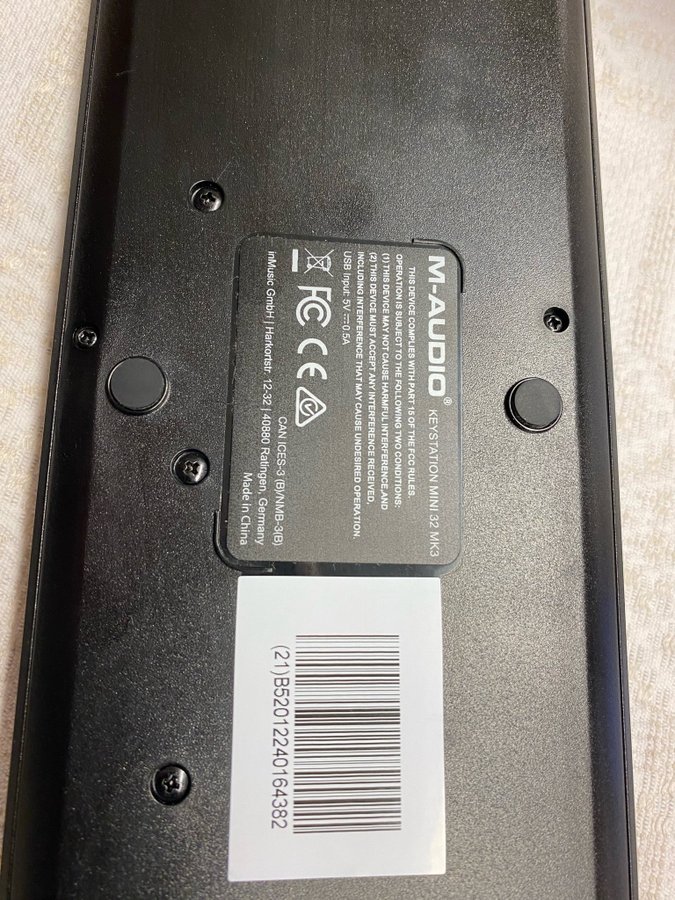 M-AUDIO® KEYSTATION MINI 32 MK3
THIS DEVICE COMPLIES WITH PART 15 OF THE FCC RULES.
OPERATION IS SUBJECT TO THE FOLLOWING TWO CONDITIONS:
(1) THIS DEVICE MAY NOT CAUSE HARMFUL INTERFERENCE, AND
(2) THIS DEVICE MUST ACCEPT ANY INTERFERENCE RECEIVED,
INCLUDING INTERFERENCE THAT MAY CAUSE UNDESIRED OPERATION.
USB Input: 5V⎓0.5A
FC CE
CAN ICES-3 (B)/NMB-3(B)
inMusic GmbH | Harkortstr. 12-32 | 40880 Ratingen, Germany
Made in China
(21)B52012240164382